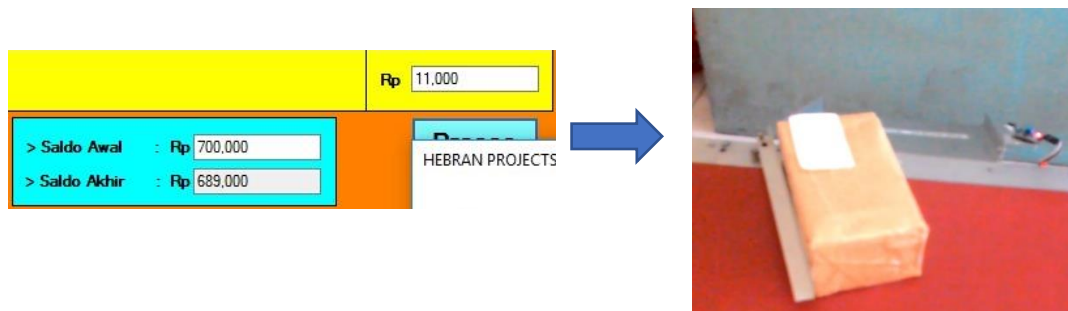 Rp 11,000
> Saldo Awal : Rp 700,000
> Saldo Akhir : Rp 689,000
HEBRAN PROJECTS